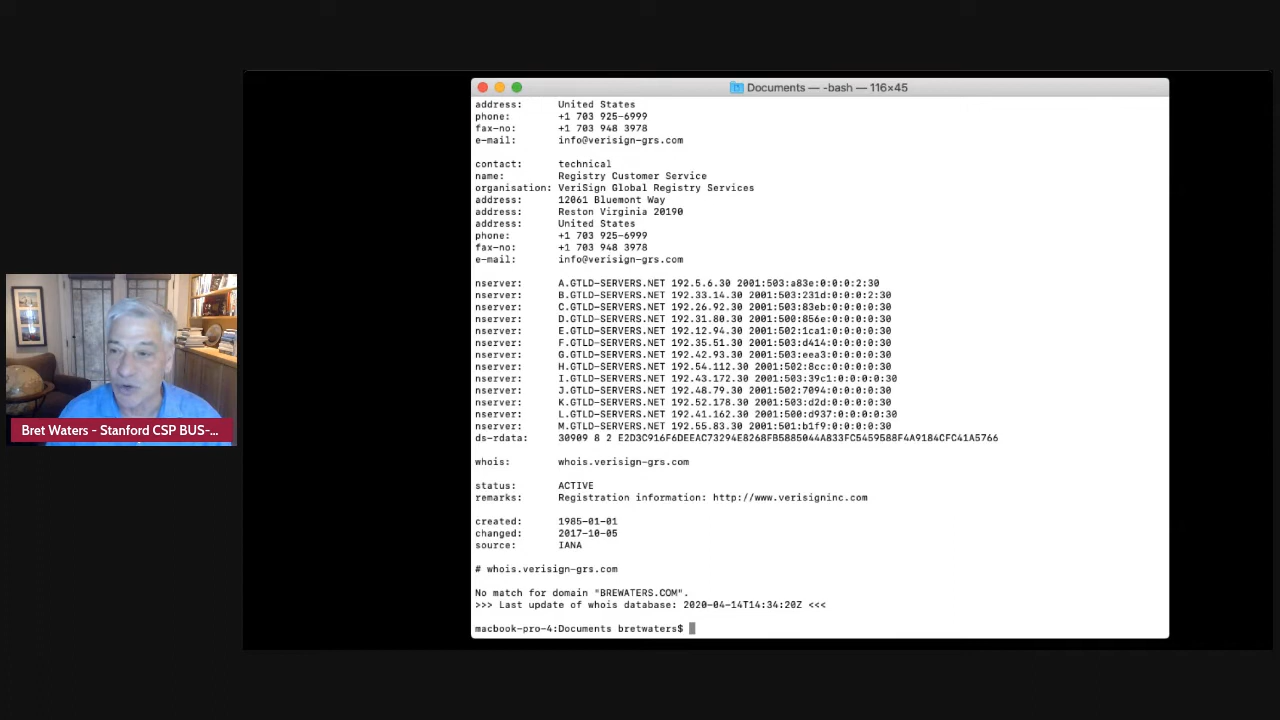 Documents — -bash — 116×45
address: United States
phone: +1 703 925-6999
fax-no: +1 703 948 3978
e-mail: info@verisign-grs.com
contact: technical
name: Registry Customer Service
organisation: VeriSign Global Registry Services
address: 12061 Bluemont Way
address: Reston Virginia 20190
address: United States
phone: +1 703 925-6999
fax-no: +1 703 948 3978
e-mail: info@verisign-grs.com
nserver: A.GTLD-SERVERS.NET 192.5.6.30 2001:503:a83e:0:0:0:2:30
nserver: B.GTLD-SERVERS.NET 192.33.14.30 2001:503:231d:0:0:0:2:30
nserver: C.GTLD-SERVERS.NET 192.26.92.30 2001:503:83eb:0:0:0:0:30
nserver: D.GTLD-SERVERS.NET 192.31.80.30 2001:500:856e:0:0:0:0:30
nserver: E.GTLD-SERVERS.NET 192.12.94.30 2001:502:1ca1:0:0:0:0:30
nserver: F.GTLD-SERVERS.NET 192.35.51.30 2001:503:d414:0:0:0:0:30
nserver: G.GTLD-SERVERS.NET 192.42.93.30 2001:503:eea3:0:0:0:0:30
nserver: H.GTLD-SERVERS.NET 192.54.112.30 2001:502:8cc:0:0:0:0:30
nserver: I.GTLD-SERVERS.NET 192.43.172.30 2001:503:39c1:0:0:0:0:30
nserver: J.GTLD-SERVERS.NET 192.48.79.30 2001:502:7094:0:0:0:0:30
nserver: K.GTLD-SERVERS.NET 192.52.178.30 2001:503:d2d:0:0:0:0:30
nserver: L.GTLD-SERVERS.NET 192.41.162.30 2001:500:d937:0:0:0:0:30
nserver: M.GTLD-SERVERS.NET 192.55.83.30 2001:501:b1f9:0:0:0:0:30
ds-rdata: 30909 8 2 E2D3C916F6DEEAC73294E8268FB5885044A833FC5459588F4A9184CFC41A5766
whois: whois.verisign-grs.com
status: ACTIVE
remarks: Registration information: http://www.verisigninc.com
created: 1985-01-01
changed: 2017-10-05
source: IANA
# whois.verisign-grs.com
No match for domain "BREWATERS.COM".
>>> Last update of whois database: 2020-04-14T14:34:20Z <<<
macbook-pro-4:Documents bretwaters$
Bret Waters - Stanford CSP BUS-...